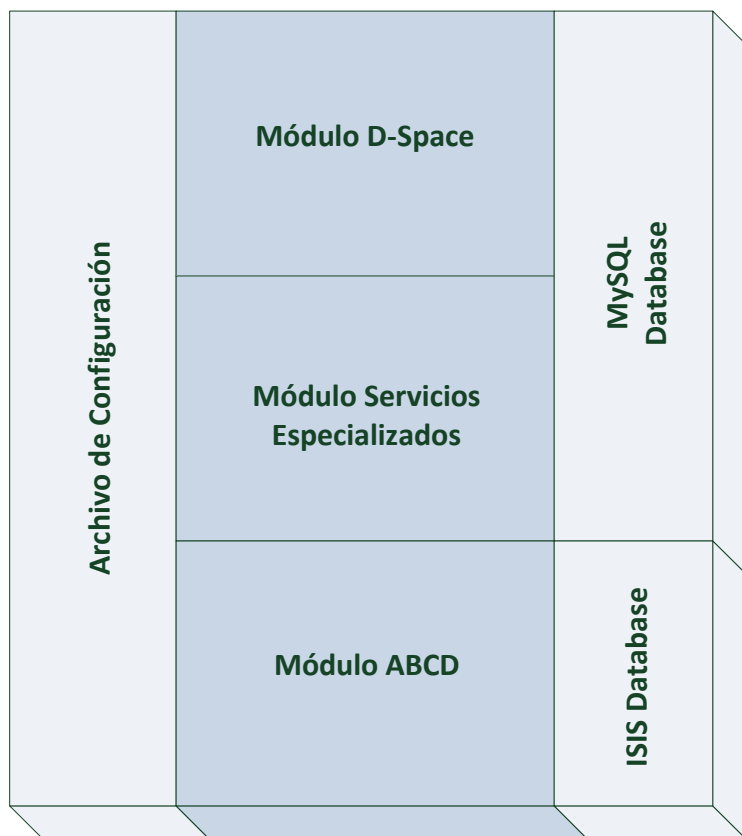 Archivo de Configuración
Módulo D-Space
Módulo Servicios
Especializados
Módulo ABCD
MySQL
Database
ISIS Database